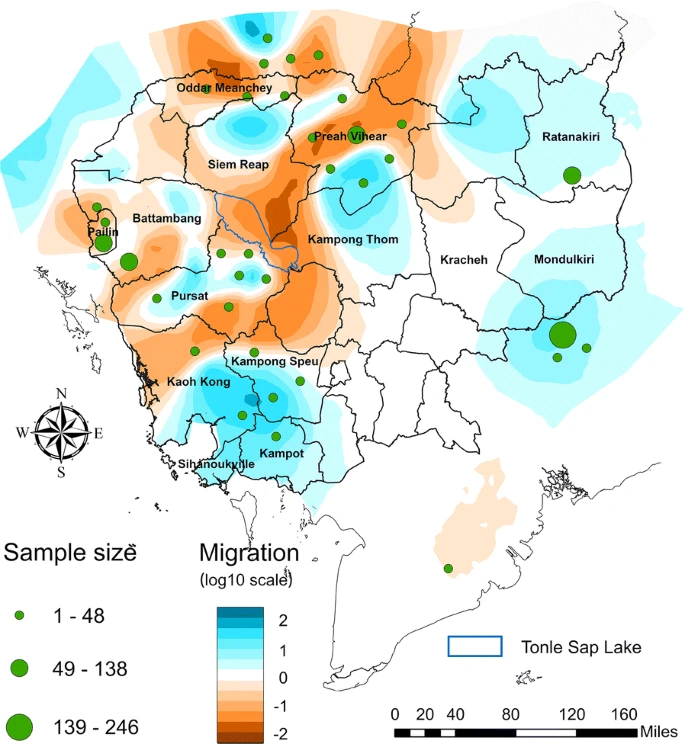 Oddar Meanchey
Preah Vihear
Ratanakiri
Siem Reap
Battambang
Pailin
Kampong Thom
Kracheh
Mondulkiri
Pursat
Kampong Speu
Kaoh Kong
Kampot
Sihanoukville
N
W E
S
Sample size
1 - 48
49 - 138
139 - 246
Migration
(log10 scale)
2
1
0
-1
-2
Tonle Sap Lake
0 20 40 80 120 160
Miles